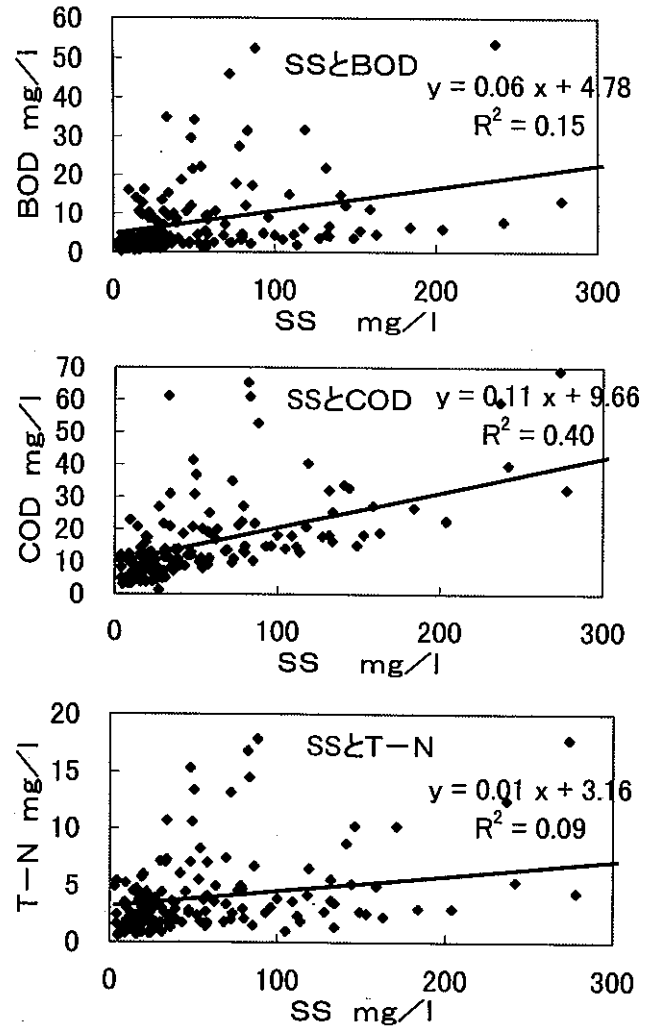 60
50
40
30
20
10
0
BOD mg/l
SSとBOD
y = 0.06 x + 4.78
R² = 0.15
0 100 200 300
SS mg/l
70
60
50
40
30
20
10
0
COD mg/l
SSとCOD
y = 0.11 x + 9.66
R² = 0.40
0 100 200 300
SS mg/l
20
15
10
5
0
T-N mg/l
SSとT-N
y = 0.01 x + 3.16
R² = 0.09
0 100 200 300
SS mg/l